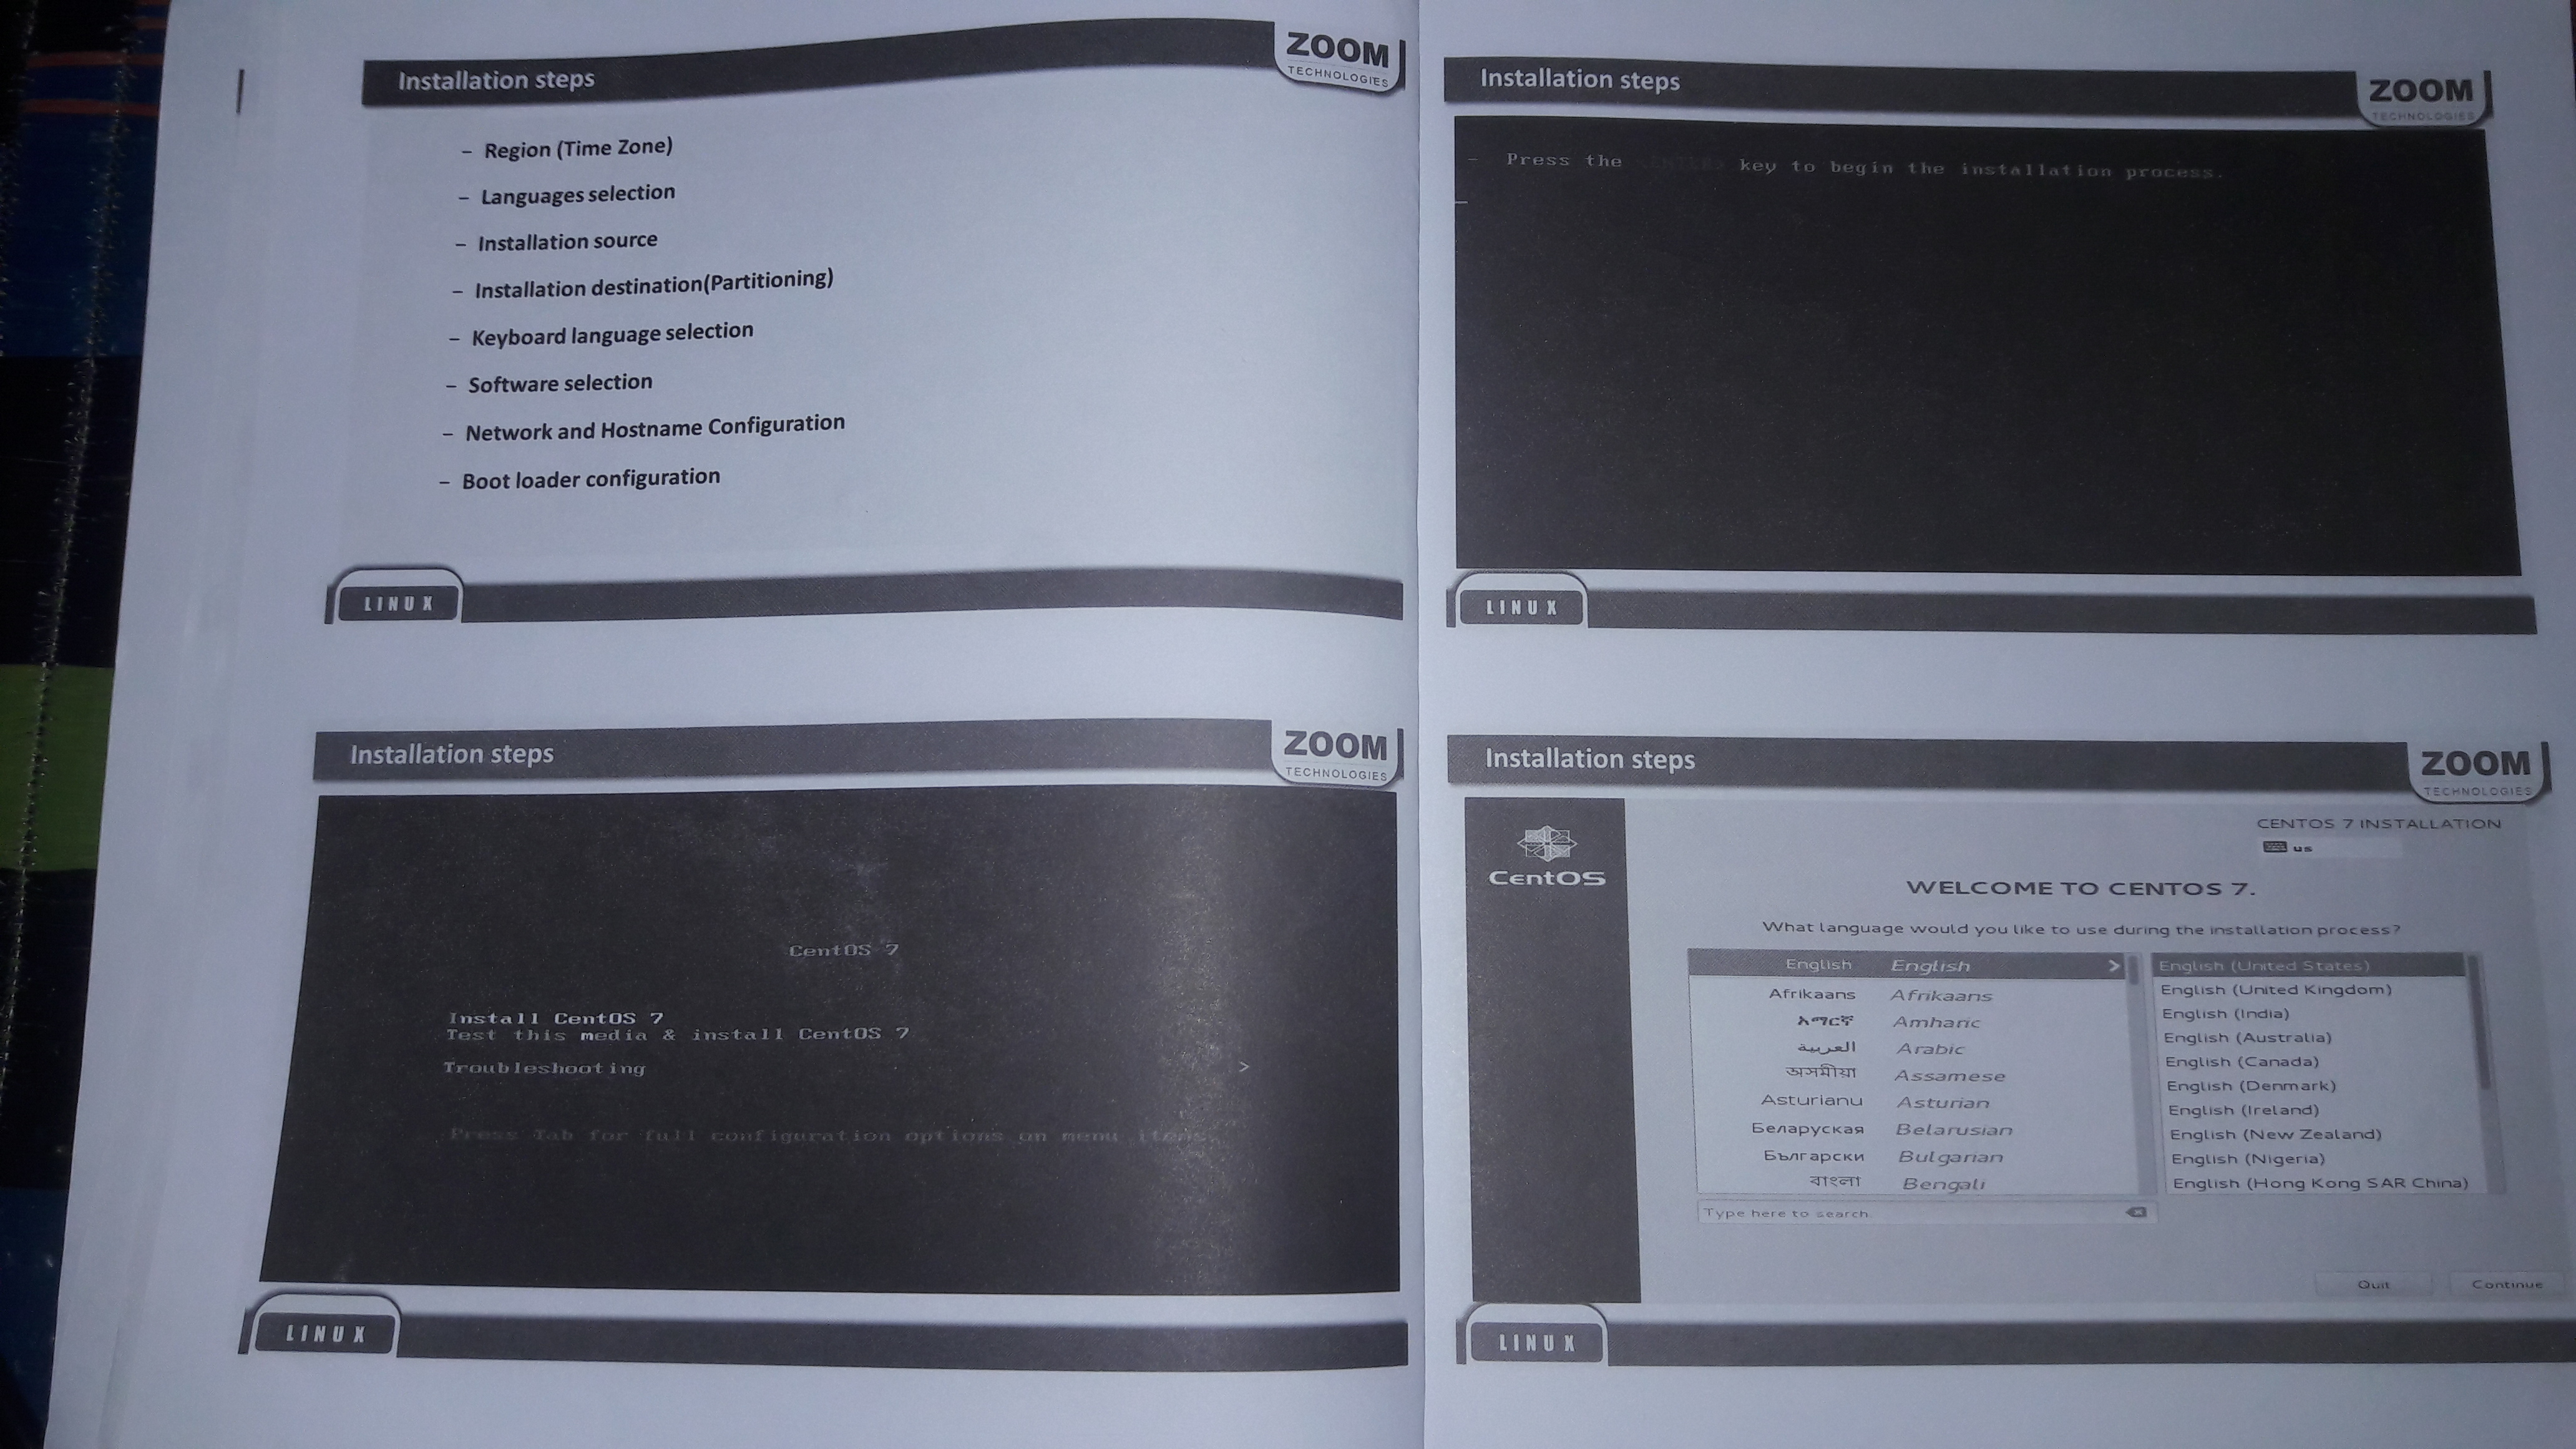 Installation steps
ZOOM
TECHNOLOGIES
– Region (Time Zone)
– Languages selection
– Installation source
– Installation destination(Partitioning)
– Keyboard language selection
– Software selection
– Network and Hostname Configuration
– Boot loader configuration
LINUX
Installation steps
ZOOM
TECHNOLOGIES
CentOS 7
Install CentOS 7
Test this media & install CentOS 7
Troubleshooting >
Press Tab for full configuration options on menu items.
LINUX
Installation steps
ZOOM
TECHNOLOGIES
- Press the <ENTER> key to begin the installation process.
LINUX
Installation steps
ZOOM
TECHNOLOGIES
CentOS
CENTOS 7 INSTALLATION
us
WELCOME TO CENTOS 7.
What language would you like to use during the installation process?
English English >
Afrikaans Afrikaans
አማርኛ Amharic
العربية Arabic
অসমীয়া Assamese
Asturianu Asturian
Беларуская Belarusian
Български Bulgarian
বাংলা Bengali
Type here to search.
English (United States)
English (United Kingdom)
English (India)
English (Australia)
English (Canada)
English (Denmark)
English (Ireland)
English (New Zealand)
English (Nigeria)
English (Hong Kong SAR China)
Quit
Continue
LINUX